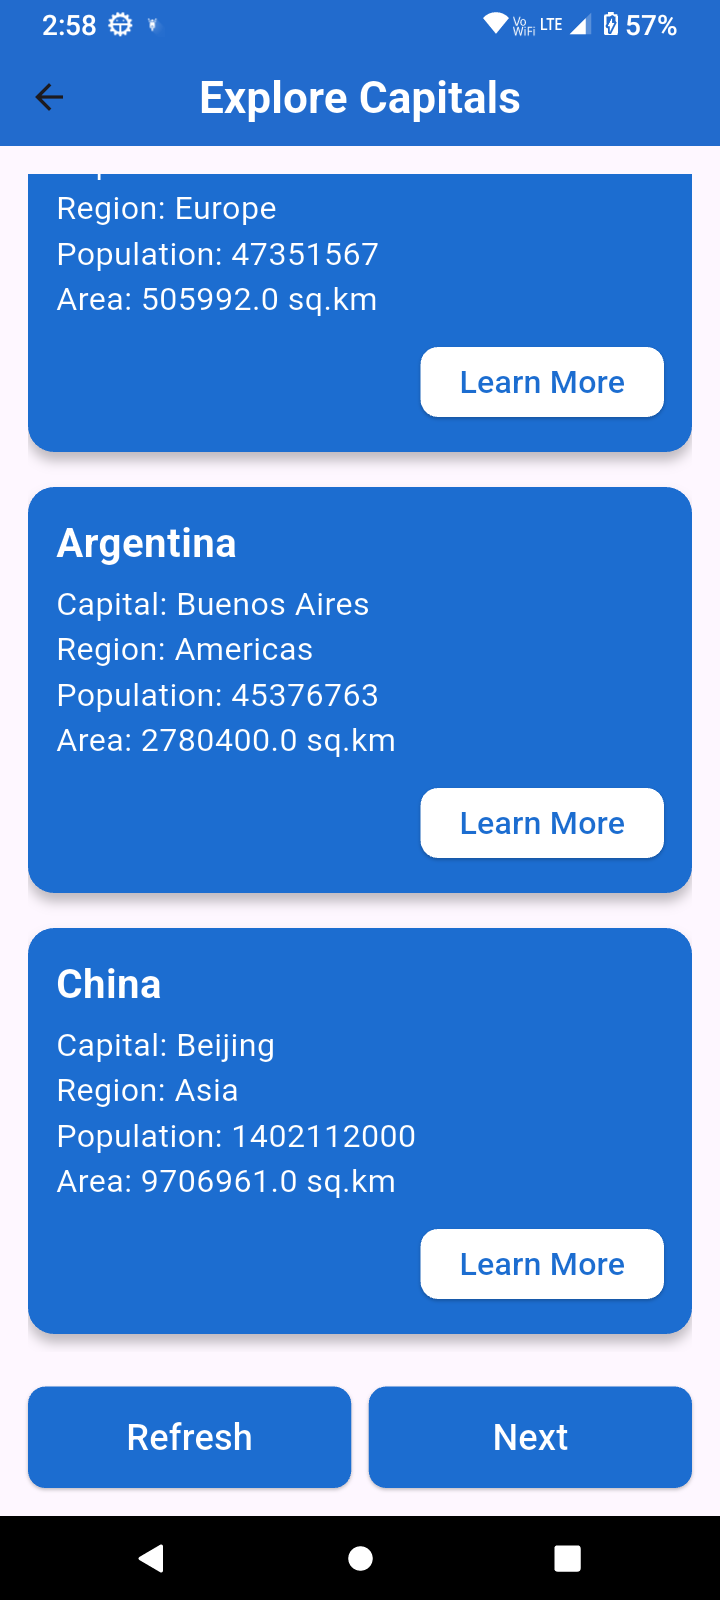 2:58
Vo WiFi LTE 57%
Explore Capitals
Region: Europe
Population: 47351567
Area: 505992.0 sq.km
Learn More
Argentina
Capital: Buenos Aires
Region: Americas
Population: 45376763
Area: 2780400.0 sq.km
Learn More
China
Capital: Beijing
Region: Asia
Population: 1402112000
Area: 9706961.0 sq.km
Learn More
Refresh Next